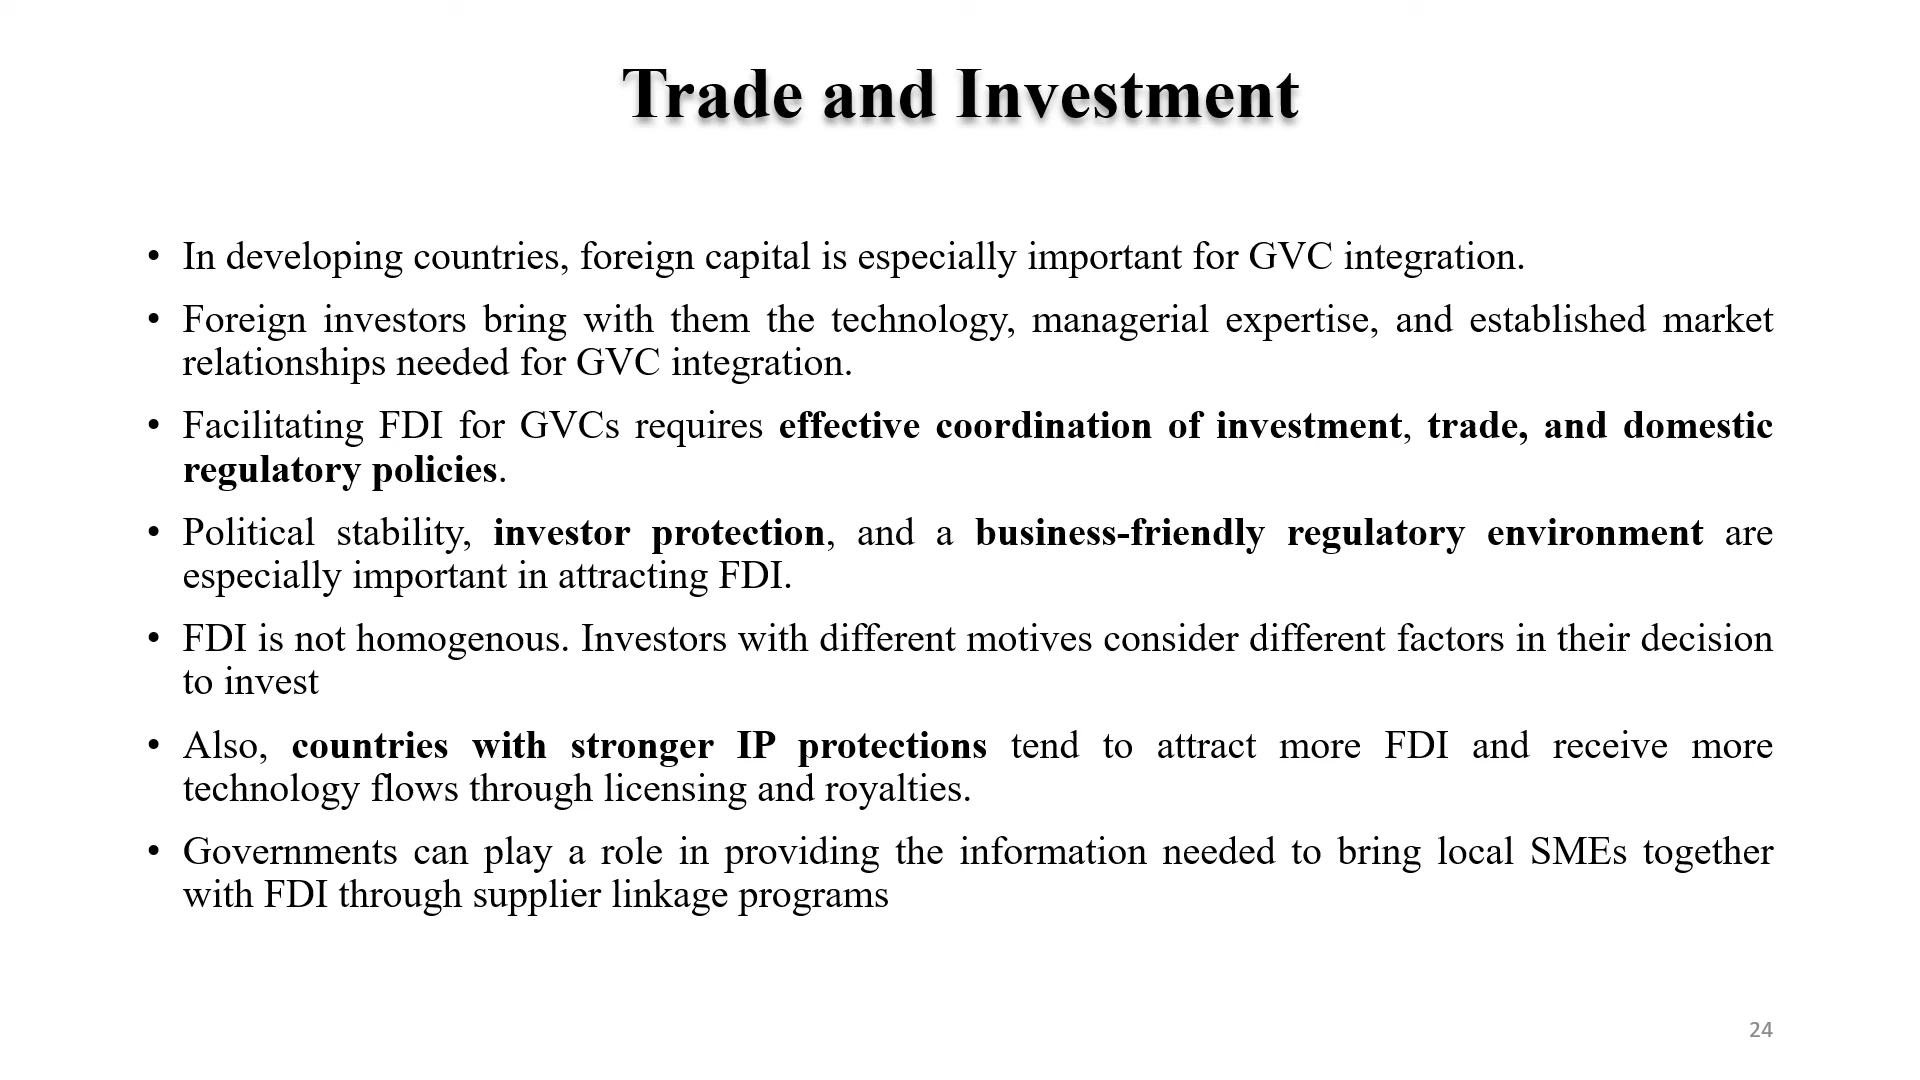 Trade and Investment
• In developing countries, foreign capital is especially important for GVC integration.
• Foreign investors bring with them the technology, managerial expertise, and established market
relationships needed for GVC integration.
• Facilitating FDI for GVCs requires effective coordination of investment, trade, and domestic
regulatory policies.
• Political stability, investor protection, and a business-friendly regulatory environment are
especially important in attracting FDI.
• FDI is not homogenous. Investors with different motives consider different factors in their decision
to invest
• Also, countries with stronger IP protections tend to attract more FDI and receive more
technology flows through licensing and royalties.
• Governments can play a role in providing the information needed to bring local SMEs together
with FDI through supplier linkage programs
24